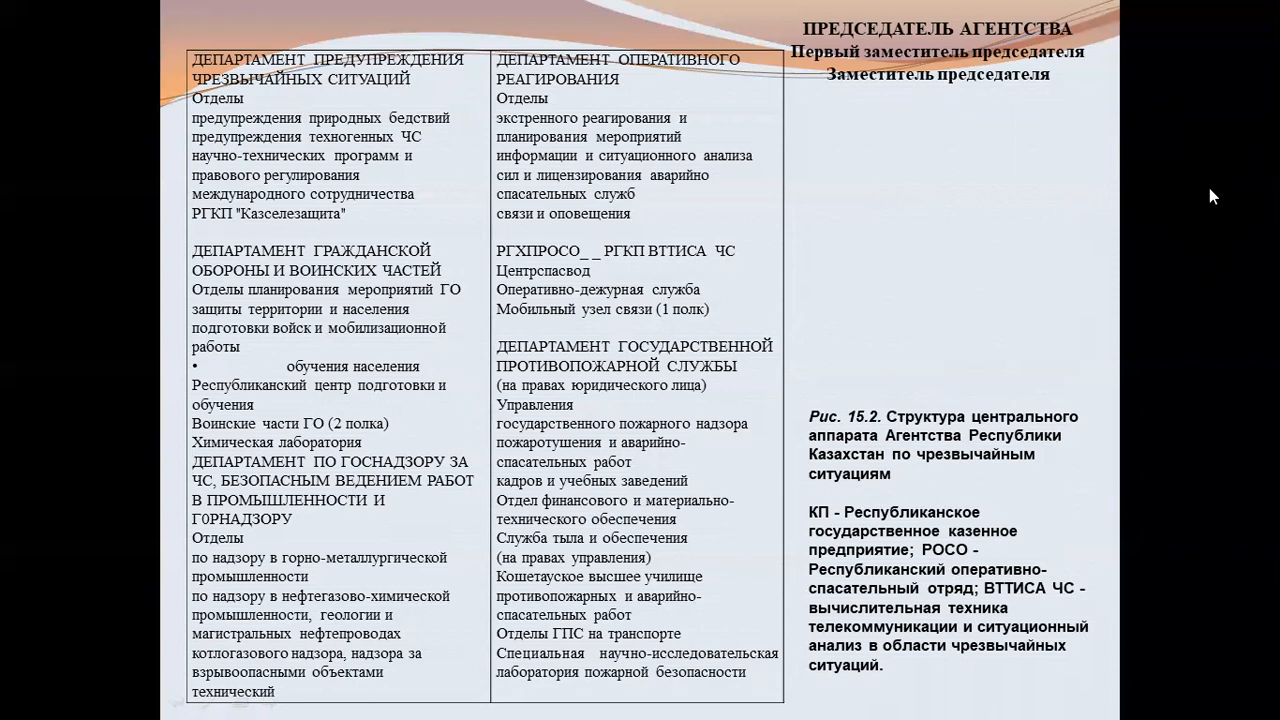 ПРЕДСЕДАТЕЛЬ АГЕНТСТВА
Первый заместитель председателя
Заместитель председателя
ДЕПАРТАМЕНТ ПРЕДУПРЕЖДЕНИЯ
ЧРЕЗВЫЧАЙНЫХ СИТУАЦИЙ
Отделы
предупреждения природных бедствий
предупреждения техногенных ЧС
научно-технических программ и
правового регулирования
международного сотрудничества
РГКП "Казселезащита"
ДЕПАРТАМЕНТ ГРАЖДАНСКОЙ
ОБОРОНЫ И ВОИНСКИХ ЧАСТЕЙ
Отделы планирования мероприятий ГО
защиты территории и населения
подготовки войск и мобилизационной
работы
• обучения населения
Республиканский центр подготовки и
обучения
Воинские части ГО (2 полка)
Химическая лаборатория
ДЕПАРТАМЕНТ ПО ГОСНАДЗОРУ ЗА
ЧС, БЕЗОПАСНЫМ ВЕДЕНИЕМ РАБОТ
В ПРОМЫШЛЕННОСТИ И
Г0РНАДЗОРУ
Отделы
по надзору в горно-металлургической
промышленности
по надзору в нефтегазово-химической
промышленности, геологии и
магистральных нефтепроводах
котлогазового надзора, надзора за
взрывоопасными объектами
технический
ДЕПАРТАМЕНТ ОПЕРАТИВНОГО
РЕАГИРОВАНИЯ
Отделы
экстренного реагирования и
планирования мероприятий
информации и ситуационного анализа
сил и лицензирования аварийно
спасательных служб
связи и оповещения
РГХПРОСО_ _ РГКП ВТТИСА ЧС
Центрспасвод
Оперативно-дежурная служба
Мобильный узел связи (1 полк)
ДЕПАРТАМЕНТ ГОСУДАРСТВЕННОЙ
ПРОТИВОПОЖАРНОЙ СЛУЖБЫ
(на правах юридического лица)
Управления
государственного пожарного надзора
пожаротушения и аварийно-
спасательных работ
кадров и учебных заведений
Отдел финансового и материально-
технического обеспечения
Служба тыла и обеспечения
(на правах управления)
Кошетауское высшее училище
противопожарных и аварийно-
спасательных работ
Отделы ГПС на транспорте
Специальная научно-исследовательская
лаборатория пожарной безопасности
Рис. 15.2. Структура центрального
аппарата Агентства Республики
Казахстан по чрезвычайным
ситуациям
КП - Республиканское
государственное казенное
предприятие; РОСО -
Республиканский оперативно-
спасательный отряд; ВТТИСА ЧС -
вычислительная техника
телекоммуникации и ситуационный
анализ в области чрезвычайных
ситуаций.